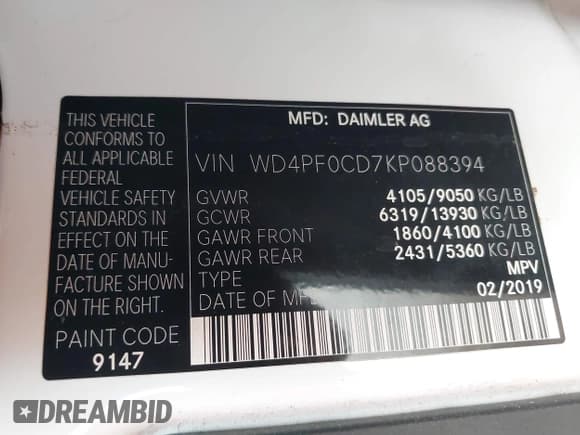 MFD: DAIMLER AG
THIS VEHICLE
CONFORMS TO
ALL APPLICABLE
FEDERAL MOTOR
VEHICLE SAFETY
STANDARDS IN
EFFECT ON THE
DATE OF MANU-
FACTURE SHOWN
ON THE RIGHT.
PAINT CODE
9147
VIN WD4PF0CD7KP088394
GVWR 4105/9050 KG/LB
GCWR 6319/13930 KG/LB
GAWR FRONT 1860/4100 KG/LB
GAWR REAR 2431/5360 KG/LB
TYPE MPV
DATE OF MFD 02/2019
DREAMBID